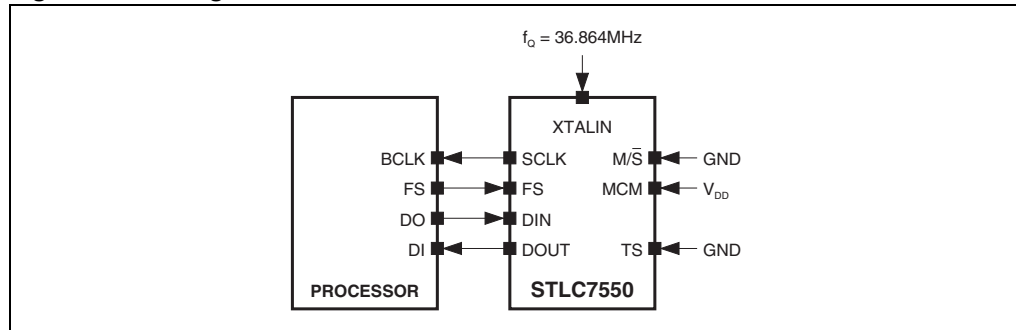 f_Q = 36.864MHz
XTALIN
BCLK SCLK M/S̅ GND
FS FS MCM V_DD
DO DIN
DI DOUT TS GND
PROCESSOR STLC7550